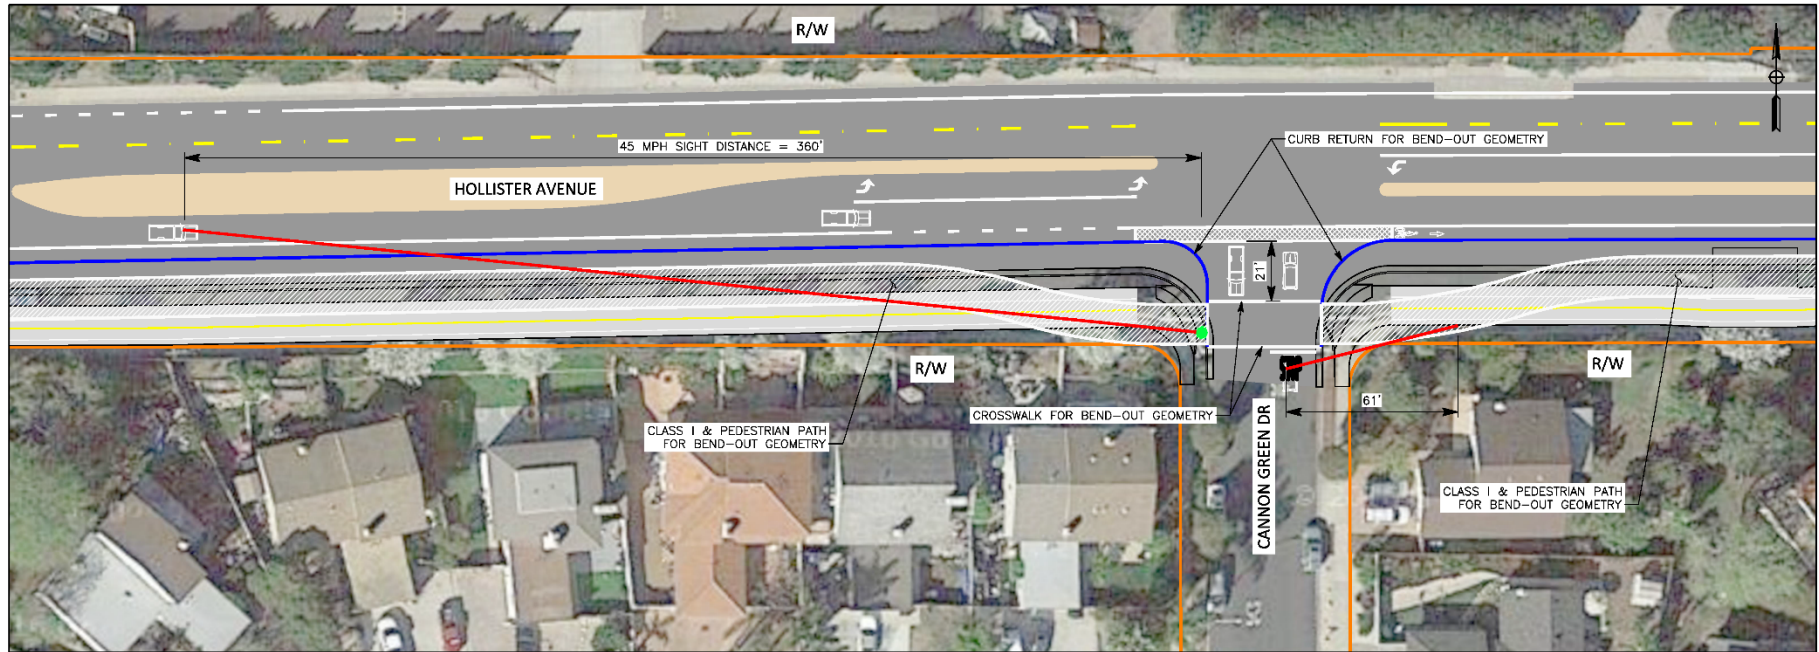 R/W
45 MPH SIGHT DISTANCE = 360'
CURB RETURN FOR BEND-OUT GEOMETRY
HOLLISTER AVENUE
21'
R/W
R/W
61'
CROSSWALK FOR BEND-OUT GEOMETRY
CLASS I & PEDESTRIAN PATH
FOR BEND-OUT GEOMETRY
CANNON GREEN DR
CLASS I & PEDESTRIAN PATH
FOR BEND-OUT GEOMETRY